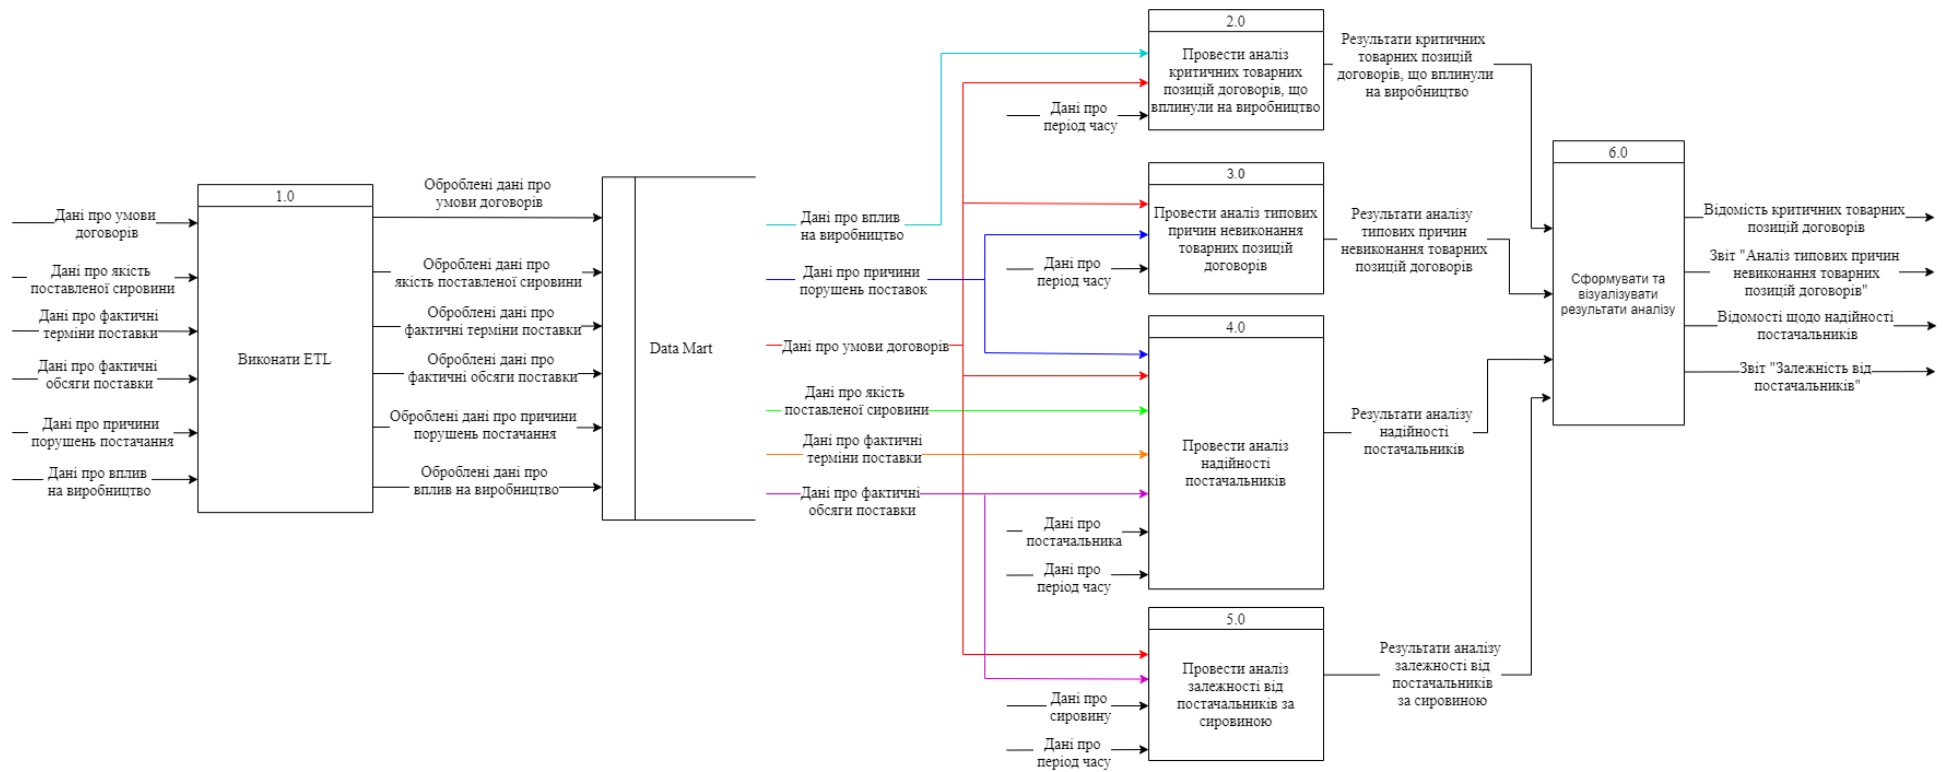 Дані про умови
договорів
Дані про якість
поставленої сировини
Дані про фактичні
терміни поставки
Дані про фактичні
обсяги поставки
Дані про причини
порушень постачання
Дані про вплив
на виробництво
1.0
Виконати ETL
Оброблені дані про
умови договорів
Оброблені дані про
якість поставленої сировини
Оброблені дані про
фактичні терміни поставки
Оброблені дані про
фактичні обсяги поставки
Оброблені дані про причини
порушень постачання
Оброблені дані про
вплив на виробництво
Data Mart
Дані про вплив
на виробництво
Дані про причини
порушень поставок
Дані про умови договорів
Дані про якість
поставленої сировини
Дані про фактичні
терміни поставки
Дані про фактичні
обсяги поставки
Дані про
період часу
2.0
Провести аналіз
критичних товарних
позицій договорів, що
вплинули на виробництво
Результати критичних
товарних позицій
договорів, що вплинули
на виробництво
Дані про
період часу
3.0
Провести аналіз типових
причин невиконання
товарних позицій
договорів
Результати аналізу
типових причин
невиконання товарних
позицій договорів
Дані про
постачальника
Дані про
період часу
4.0
Провести аналіз
надійності
постачальників
Результати аналізу
надійності
постачальників
Дані про
сировину
Дані про
період часу
5.0
Провести аналіз
залежності від
постачальників за
сировиною
Результати аналізу
залежності від
постачальників
за сировиною
6.0
Сформувати та
візуалізувати
результати аналізу
Відомість критичних товарних
позицій договорів
Звіт "Аналіз типових причин
невиконання товарних
позицій договорів"
Відомості щодо надійності
постачальників
Звіт "Залежність від
постачальників"